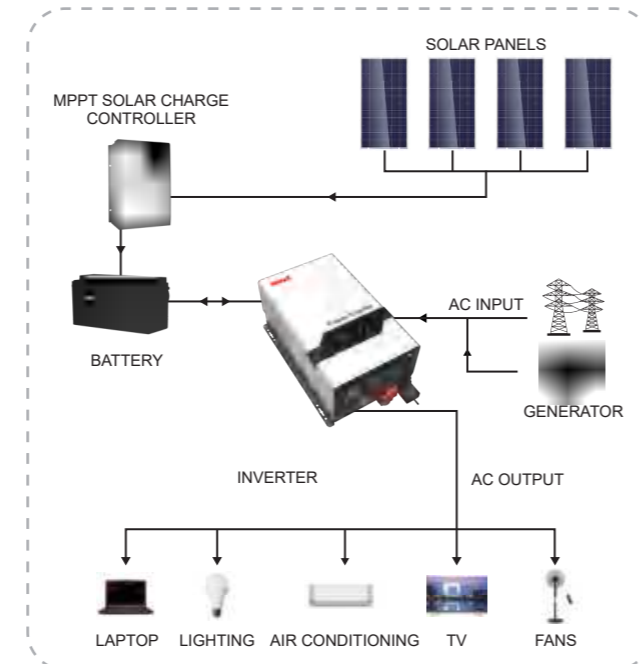 SOLAR PANELS
MPPT SOLAR CHARGE
CONTROLLER
AC INPUT
BATTERY
GENERATOR
INVERTER
AC OUTPUT
LAPTOP
LIGHTING
AIR CONDITIONING
TV
FANS